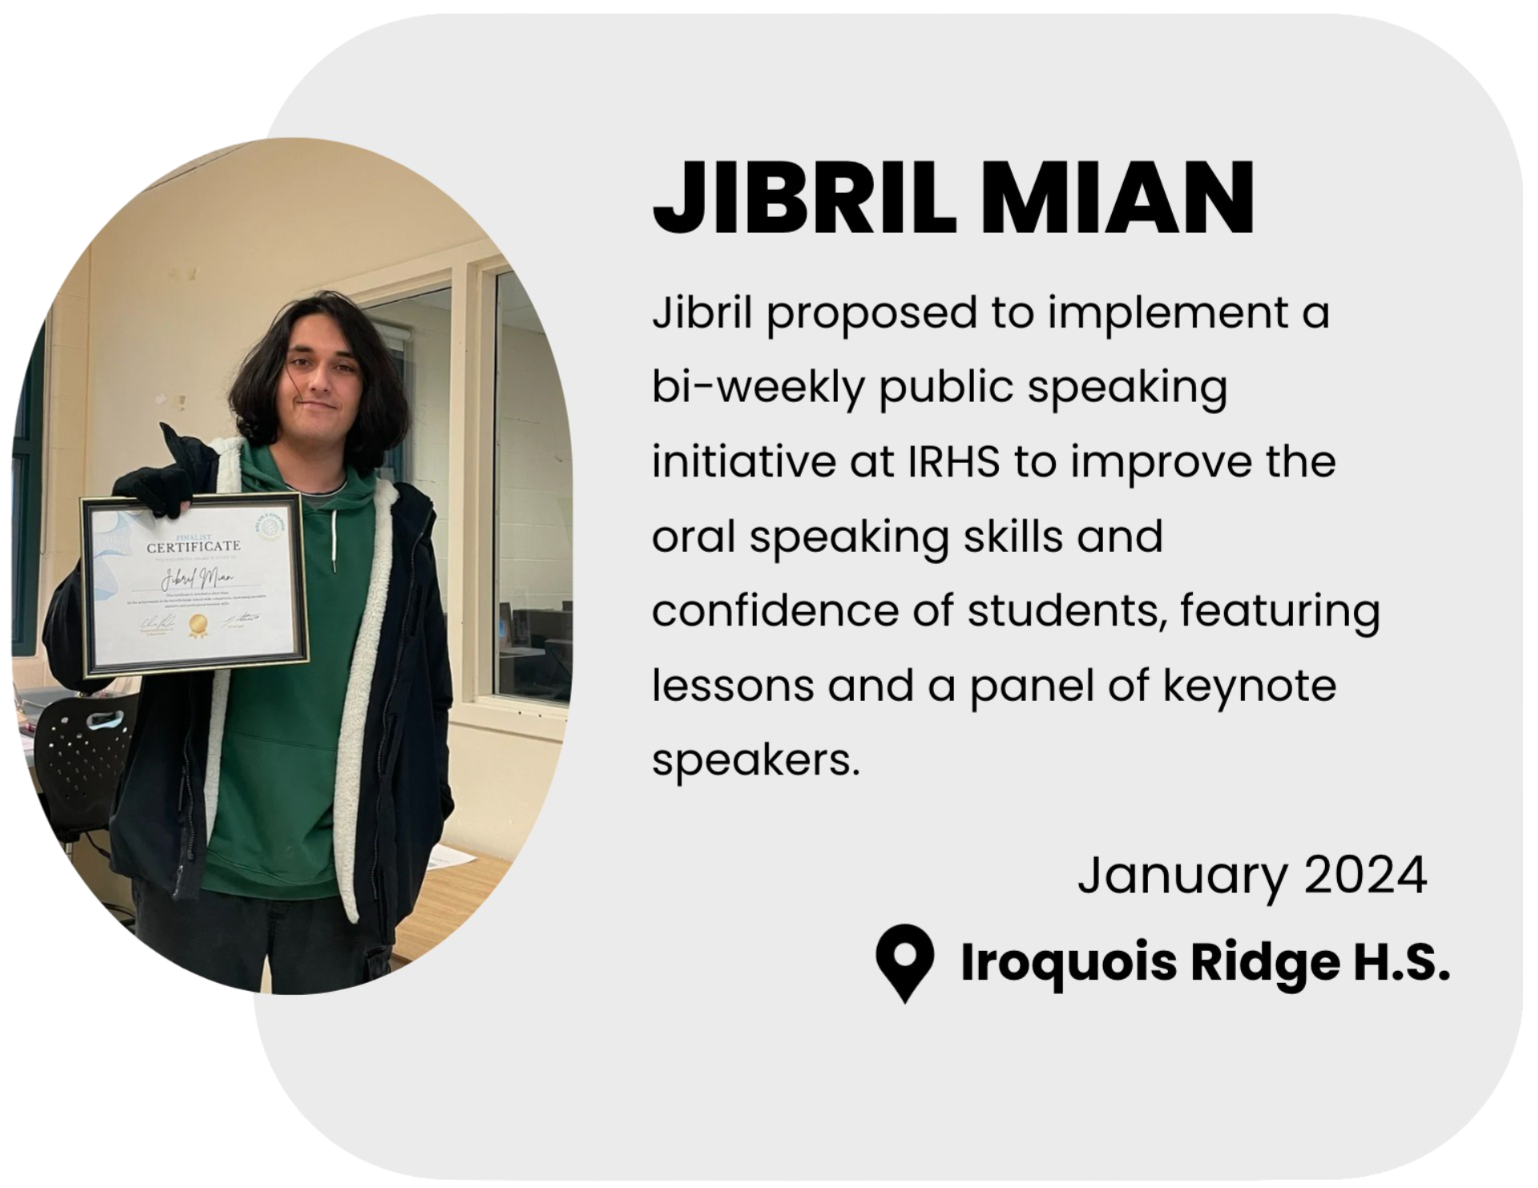 JIBRIL MIAN
Jibril proposed to implement a
bi-weekly public speaking
initiative at IRHS to improve the
oral speaking skills and
confidence of students, featuring
lessons and a panel of keynote
speakers.
January 2024
Iroquois Ridge H.S.
FINALIST
CERTIFICATE
Jibril Mian